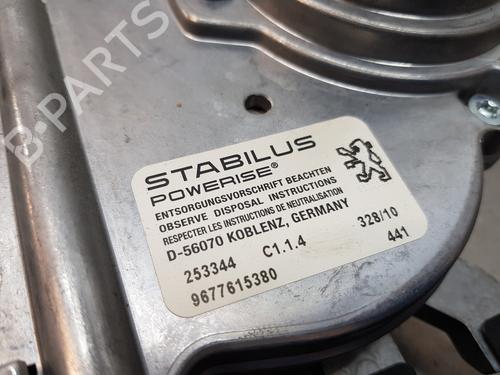 B-PARTS
STABILUS
POWERISE®
ENTSORGUNGSVORSCHRIFT BEACHTEN
OBSERVE DISPOSAL INSTRUCTIONS
RESPECTER LES INSTRUCTIONS DE NEUTRALISATION
D-56070 KOBLENZ, GERMANY
253344 C1.1.4 328/10
9677615380 441